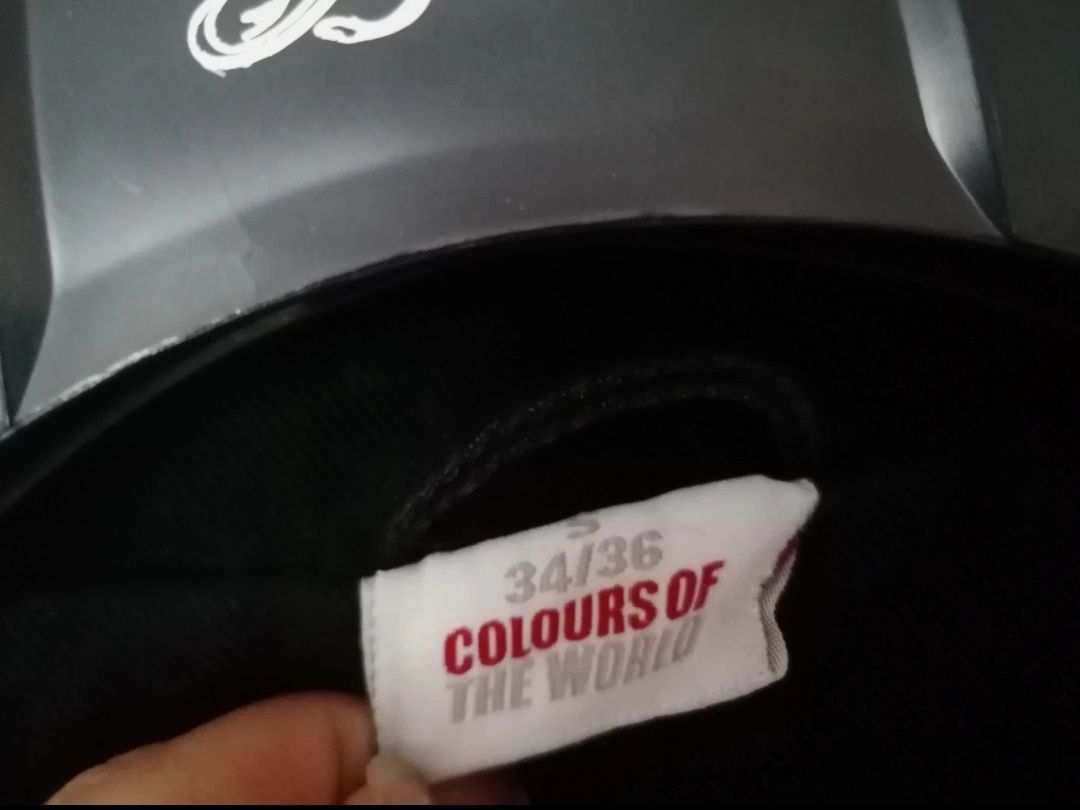 S
34/36
COLOURS OF
THE WORLD